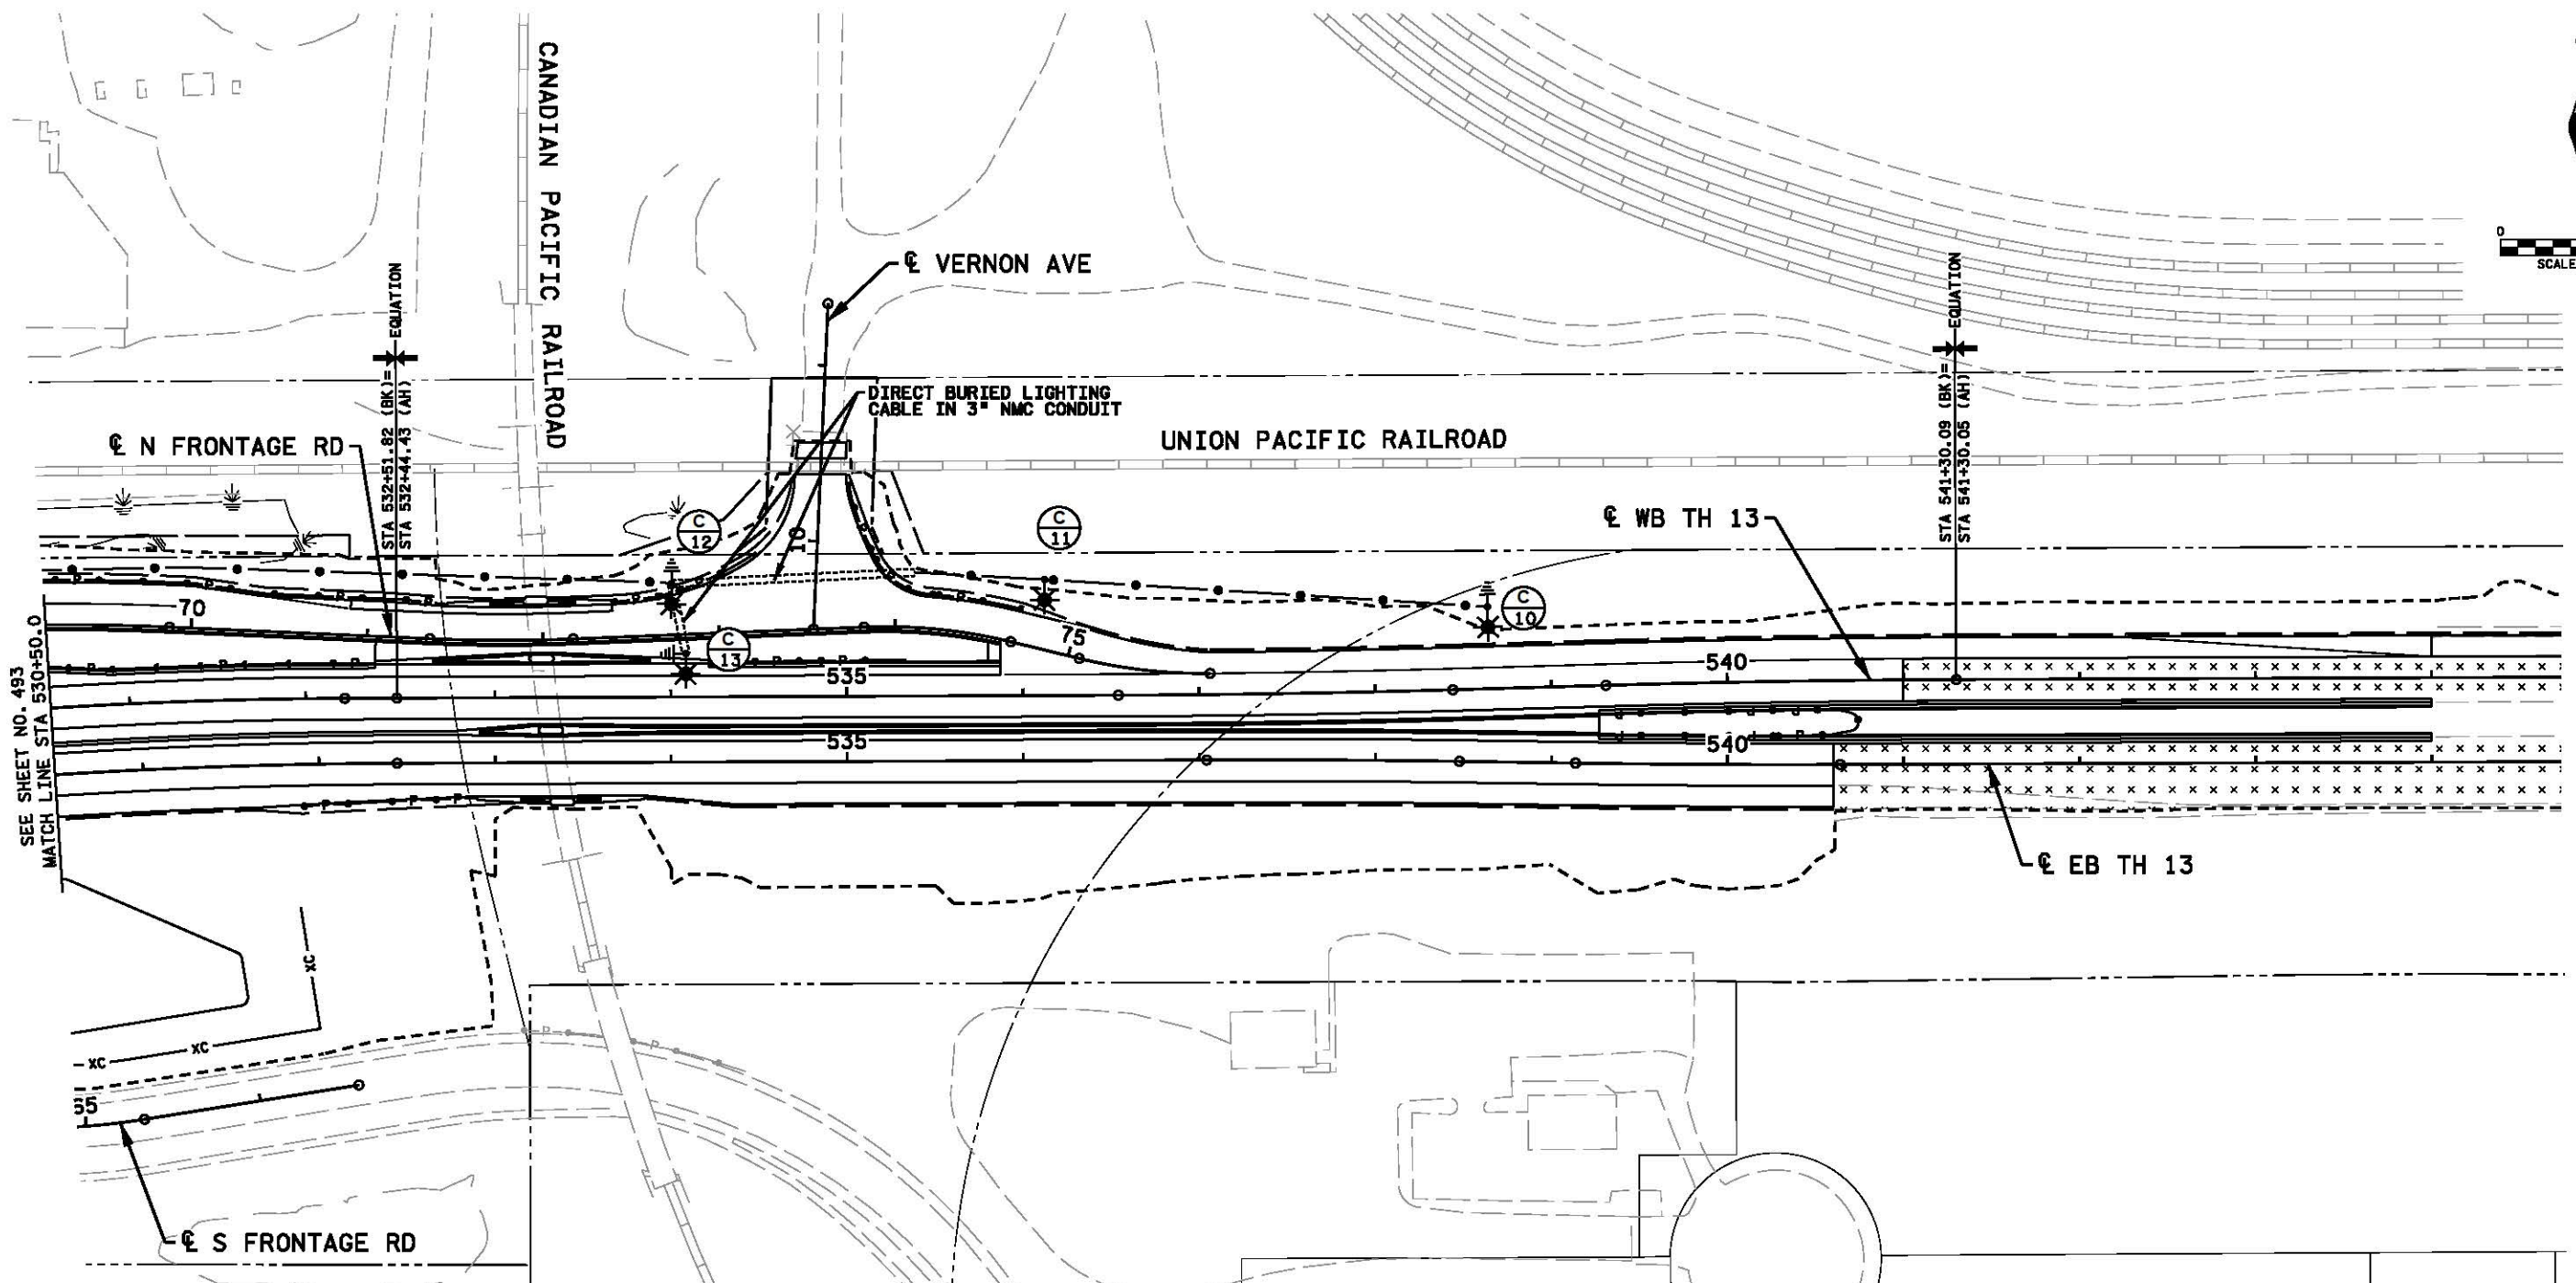 CANADIAN PACIFIC RAILROAD
℄ VERNON AVE
EQUATION
STA 532+51.82 (BK)=
STA 532+44.43 (AH)
DIRECT BURIED LIGHTING
CABLE IN 3" NMC CONDUIT
℄ N FRONTAGE RD
UNION PACIFIC RAILROAD
EQUATION
STA 541+30.09 (BK)=
STA 541+30.05 (AH)
0
SCALE
℄ WB TH 13
C
12
C
11
C
10
C
13
10
70
75
535
540
535
540
SEE SHEET NO. 493
MATCH LINE STA 530+50.0
℄ EB TH 13
XC
XC
XC
65
℄ S FRONTAGE RD
P
P
P
P
P
P
P
P
P
P